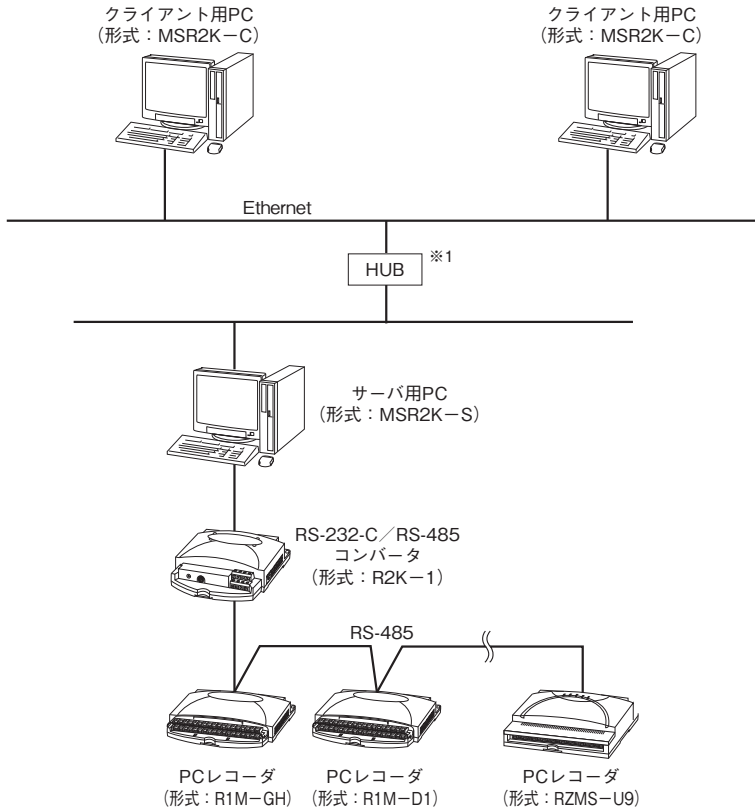 クライアント用PC
(形式：MSR2K－C)
クライアント用PC
(形式：MSR2K－C)
Ethernet
HUB
※1
サーバ用PC
(形式：MSR2K－S)
RS-232-C／RS-485
コンバータ
(形式：R2K－1)
RS-485
PCレコーダ
(形式：R1M－GH)
PCレコーダ
(形式：R1M－D1)
PCレコーダ
(形式：RZMS－U9)